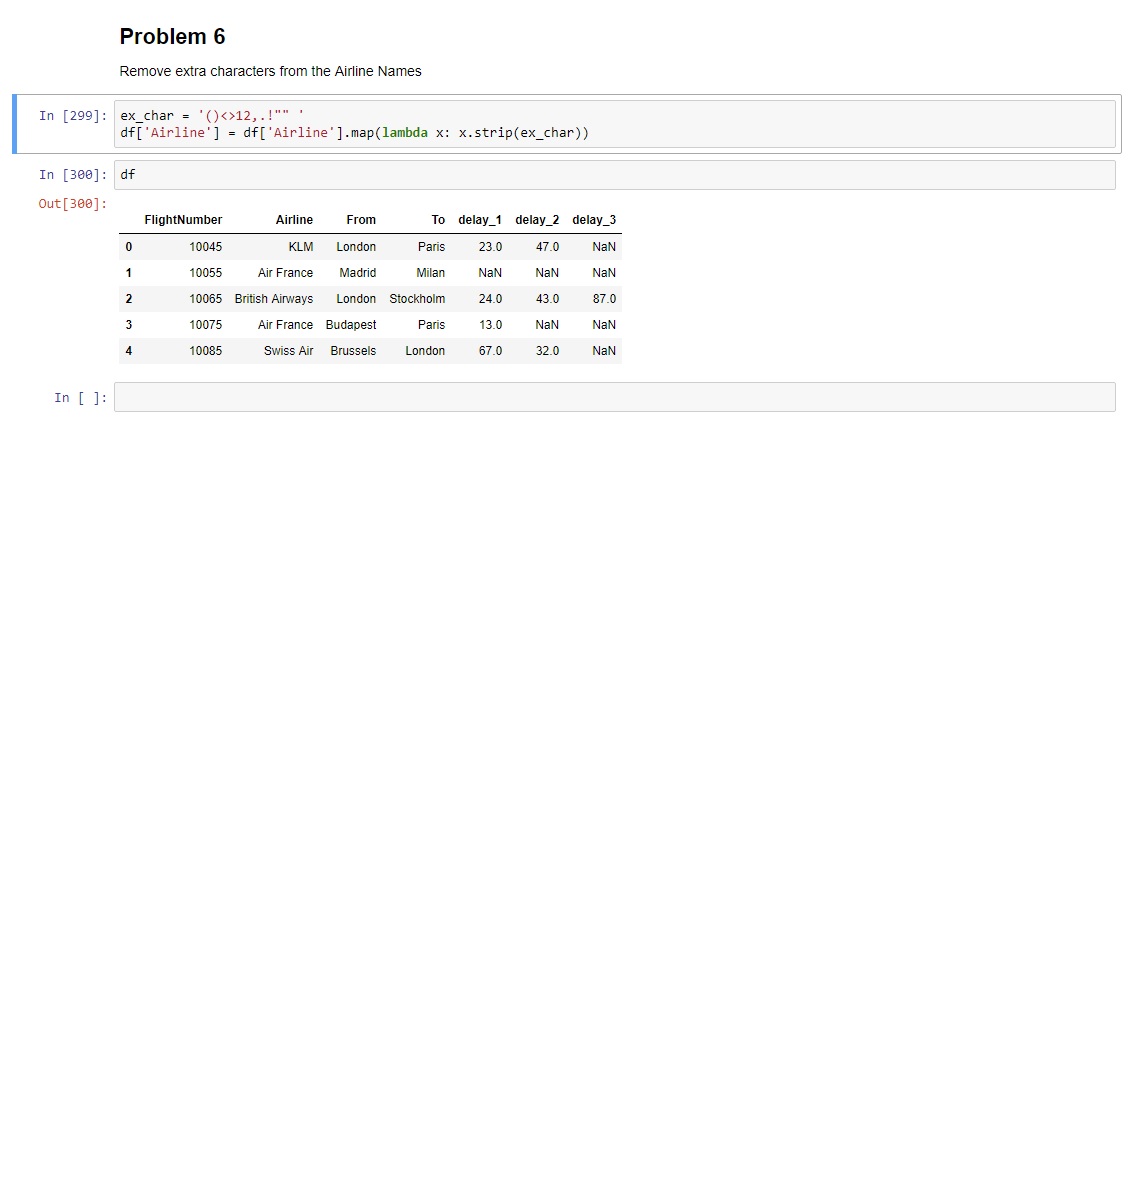 Problem 6
Remove extra characters from the Airline Names
In [299]: ex_char = '()<>12,.!"" '
df['Airline'] = df['Airline'].map(lambda x: x.strip(ex_char))
In [300]: df
Out[300]:
FlightNumber Airline From To delay_1 delay_2 delay_3
0 10045 KLM London Paris 23.0 47.0 NaN
1 10055 Air France Madrid Milan NaN NaN NaN
2 10065 British Airways London Stockholm 24.0 43.0 87.0
3 10075 Air France Budapest Paris 13.0 NaN NaN
4 10085 Swiss Air Brussels London 67.0 32.0 NaN
In [ ]: